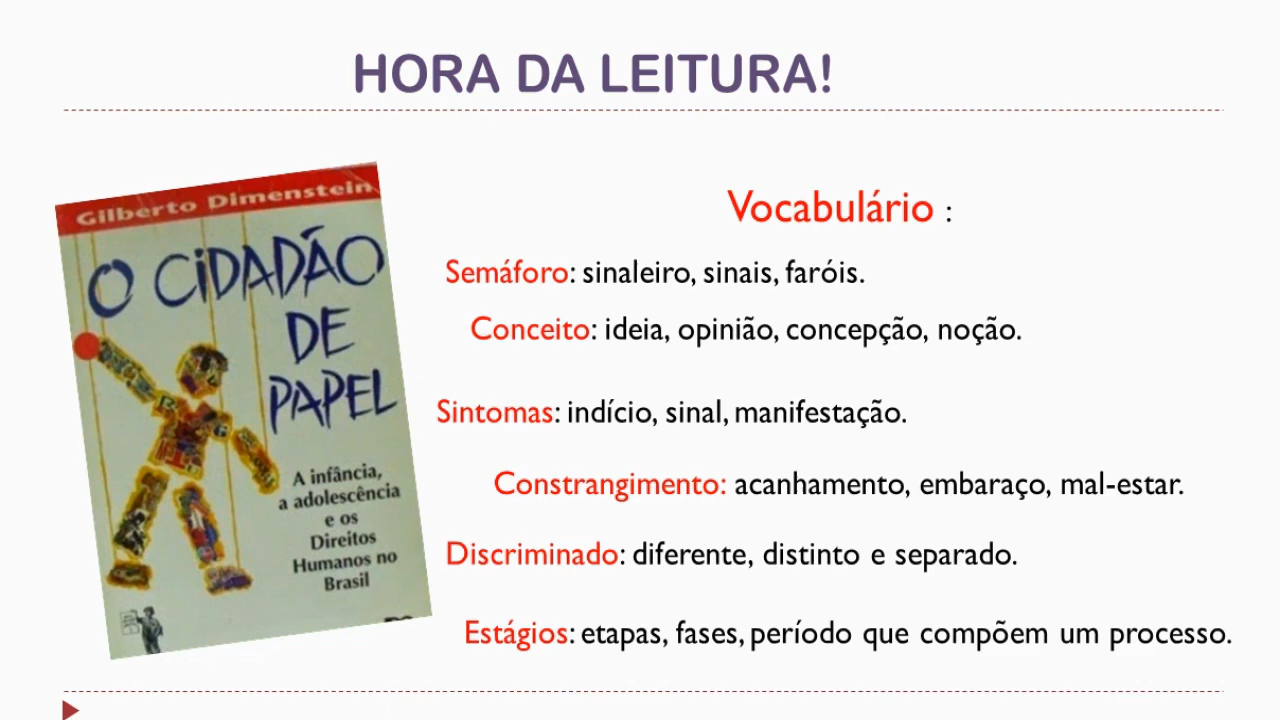 HORA DA LEITURA!
Gilberto Dimenstein
O CiDADÃO
DE
PAPEL
A infância,
a adolescência
e os
Direitos
Humanos no
Brasil
Vocabulário :
Semáforo: sinaleiro, sinais, faróis.
Conceito: ideia, opinião, concepção, noção.
Sintomas: indício, sinal, manifestação.
Constrangimento: acanhamento, embaraço, mal-estar.
Discriminado: diferente, distinto e separado.
Estágios: etapas, fases, período que compõem um processo.